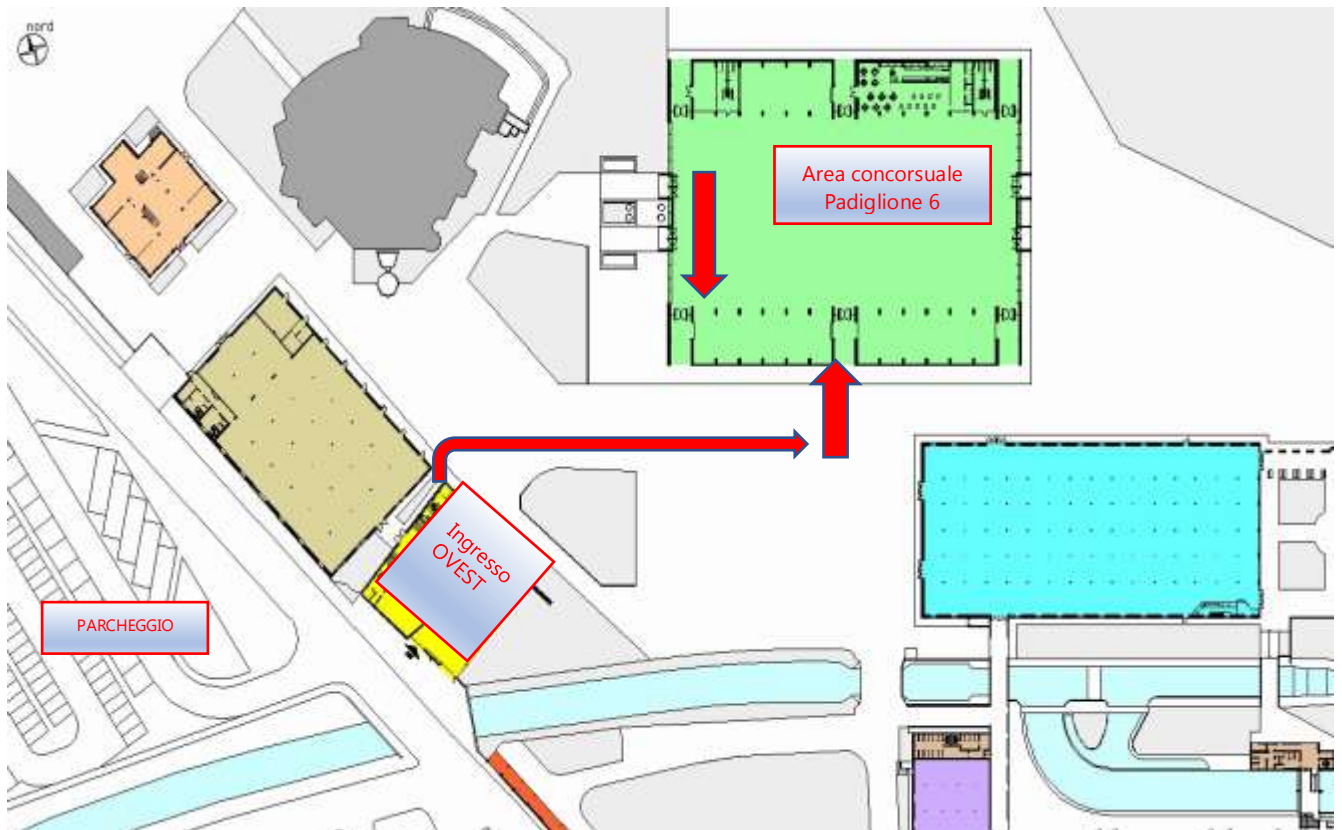 nord
Area concorsuale
Padiglione 6
Ingresso
OVEST
PARCHEGGIO